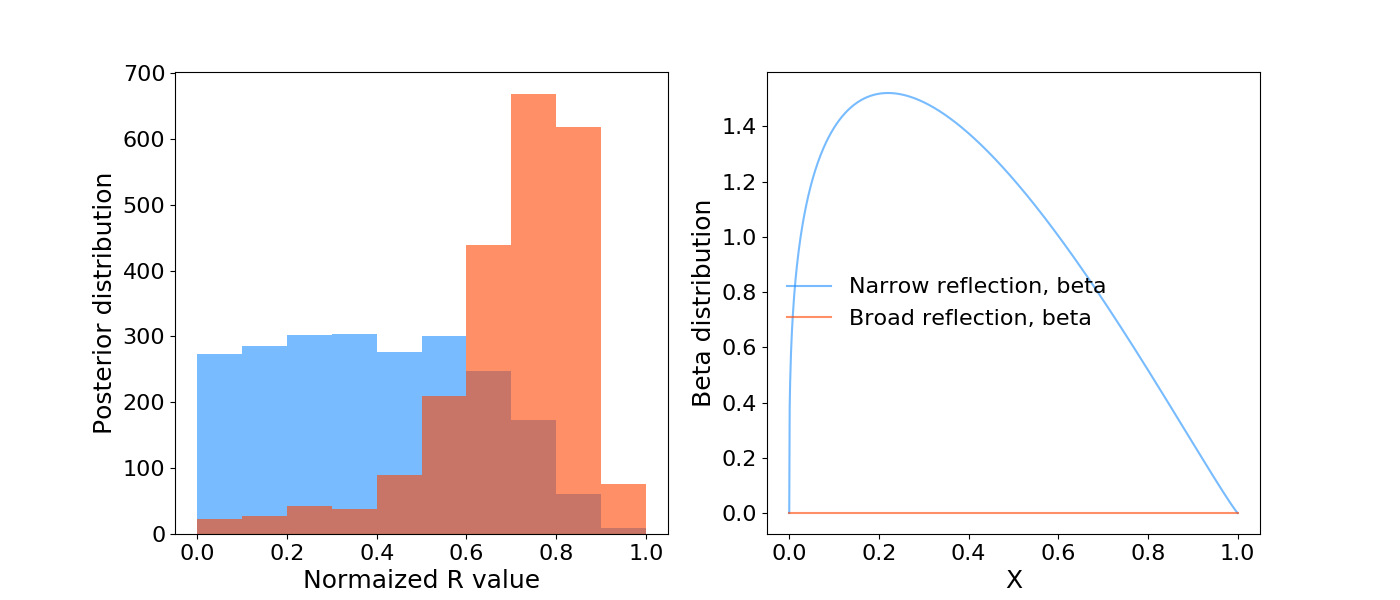 700
600
500
400
300
200
100
0
Posterior distribution
0.0 0.2 0.4 0.6 0.8 1.0
Normaized R value
1.4
1.2
1.0
0.8
0.6
0.4
0.2
0.0
Beta distribution
Narrow reflection, beta
Broad reflection, beta
0.0 0.2 0.4 0.6 0.8 1.0
X